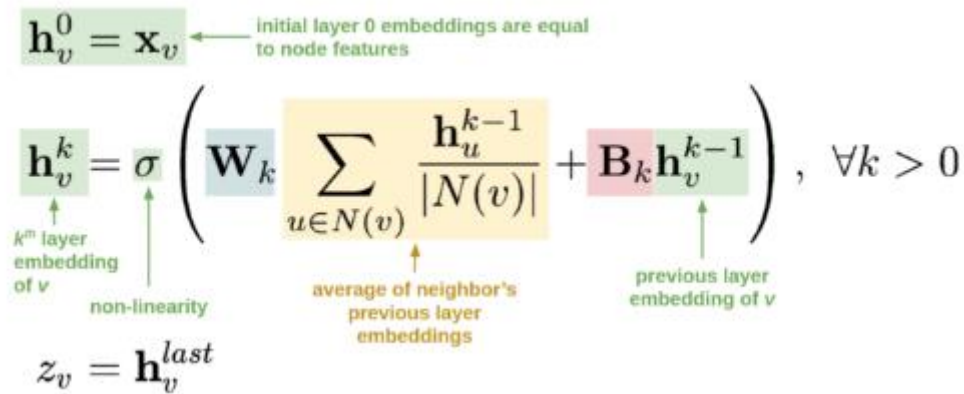 h_v^0 = x_v
initial layer 0 embeddings are equal
to node features
h_v^k = σ ( W_k ∑_{u∈N(v)} h_u^{k−1} / |N(v)| + B_k h_v^{k−1} ) , ∀k > 0
k^m layer
embedding
of v
non-linearity
average of neighbor's
previous layer
embeddings
previous layer
embedding of v
z_v = h_v^{last}